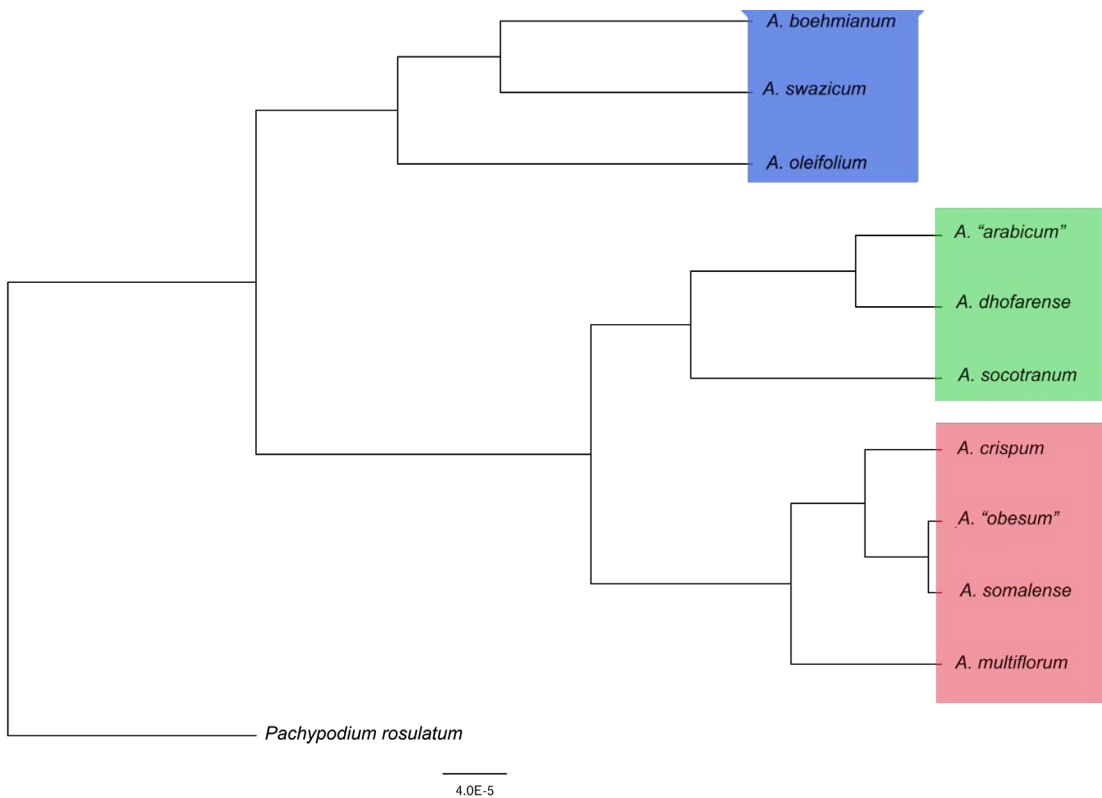 A. boehmianum
A. swazicum
A. oleifolium
A. “arabicum”
A. dhofarense
A. socotranum
A. crispum
A. “obesum”
A. somalense
A. multiflorum
Pachypodium rosulatum
4.0E-5